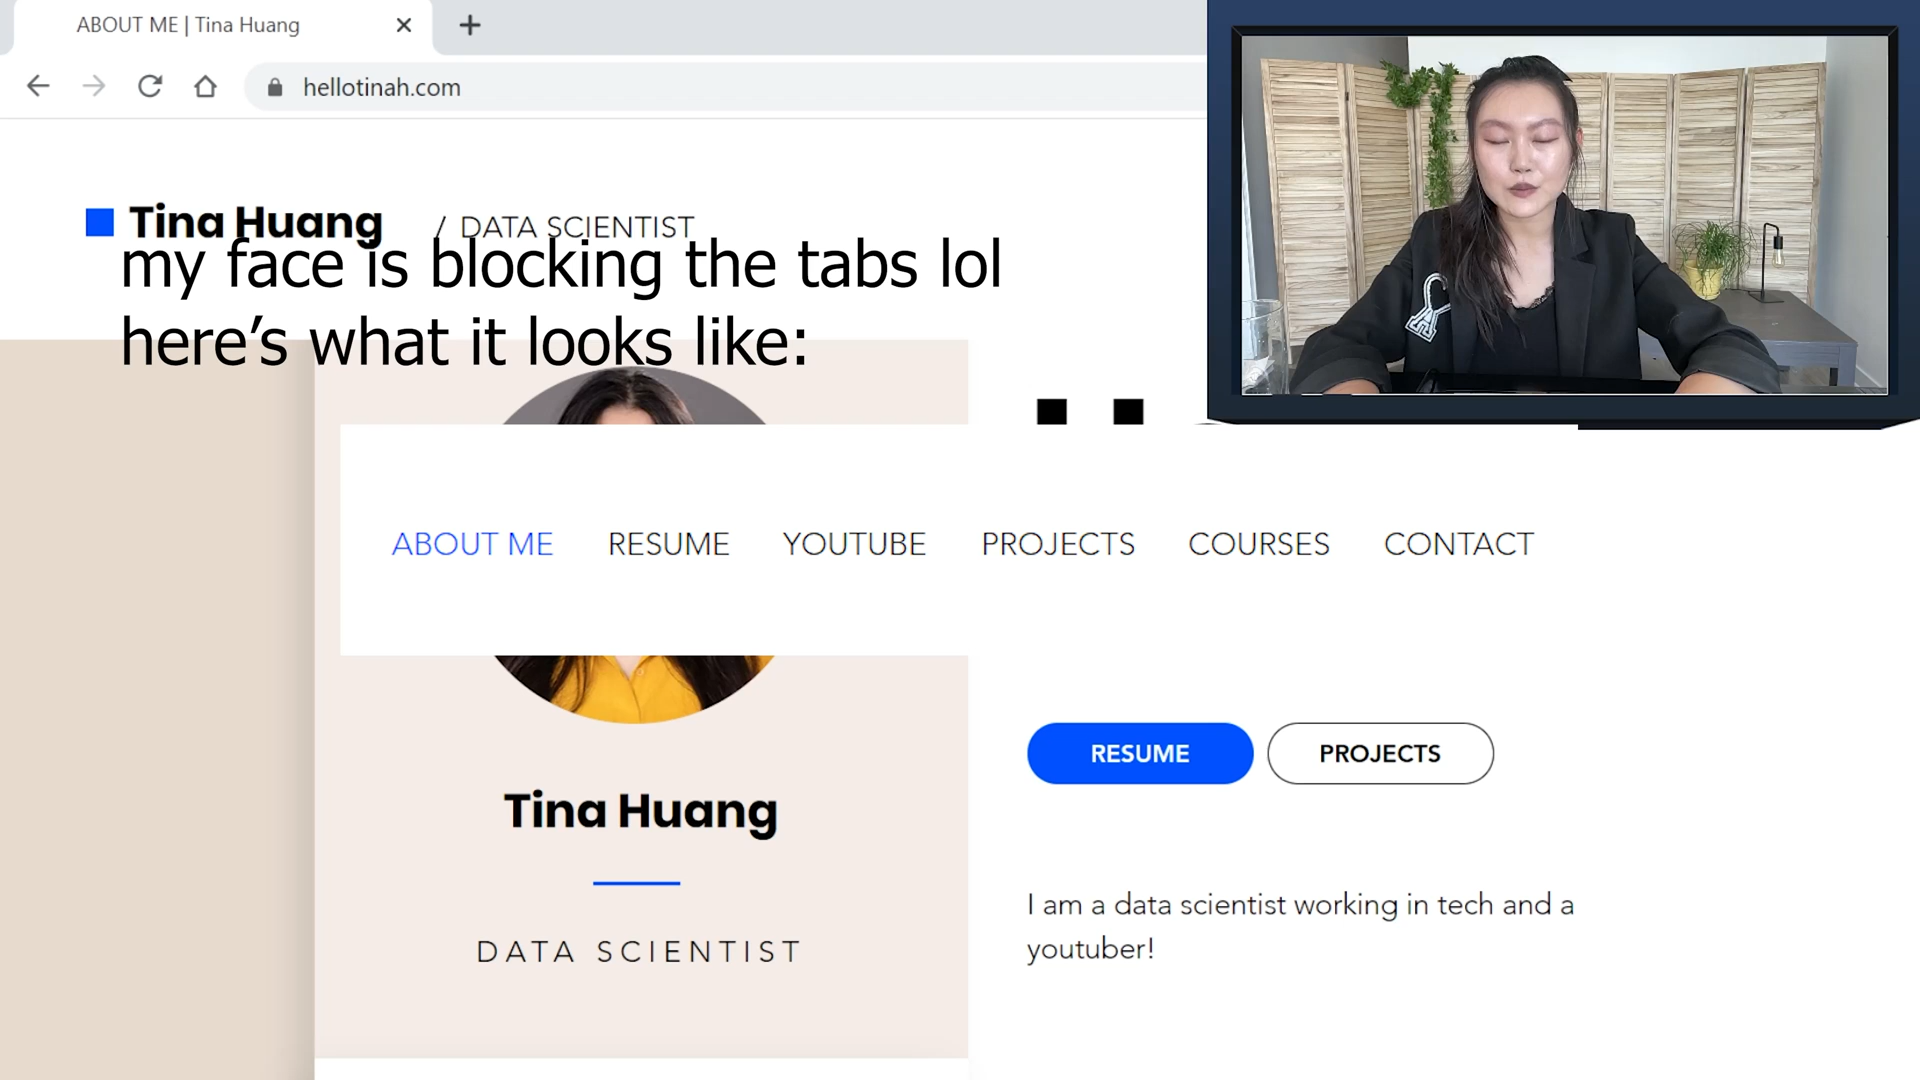 ABOUT ME | Tina Huang
hellotinah.com
Tina Huang / DATA SCIENTIST
my face is blocking the tabs lol
here’s what it looks like:
ABOUT ME RESUME YOUTUBE PROJECTS COURSES CONTACT
RESUME PROJECTS
Tina Huang
DATA SCIENTIST
I am a data scientist working in tech and a
youtuber!